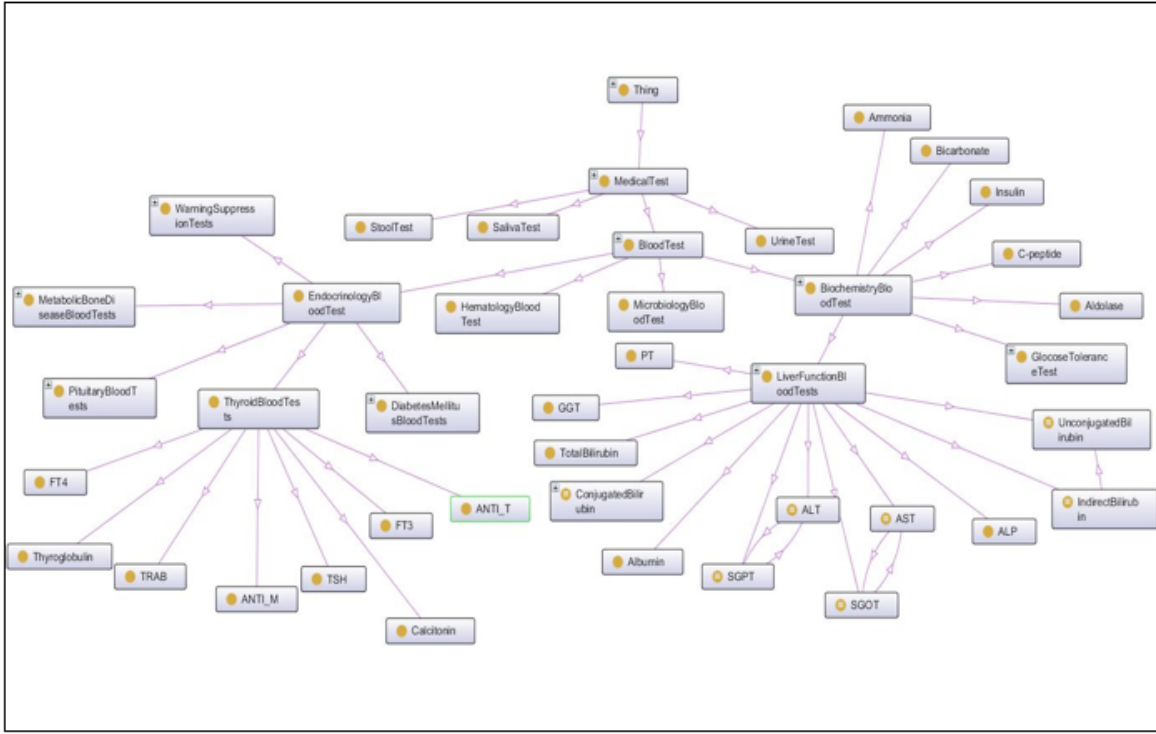 Thing
Ammonia
Bicarbonate
MedicalTest
Insulin
WarningSuppress
ionTests
StoolTest
SalivaTest
BloodTest
UrineTest
C-peptide
MetabolicBoneDi
seaseBloodTests
EndocrinologyBl
oodTest
HematologyBlood
Test
MicrobiologyBlo
odTest
BiochemistryBlo
odTest
Aldolase
PT
GlocoseToleranc
eTest
PituitaryBloodT
ests
ThyroidBloodTes
ts
DiabetesMellitu
sBloodTests
LiverFunctionBl
oodTests
GGT
UnconjugatedBil
irubin
TotalBilirubin
FT4
ConjugatedBilir
ubin
ANTI_T
ALT
AST
IndirectBilirub
in
FT3
ALP
Thyroglobulin
TRAB
TSH
Albumin
SGPT
ANTI_M
SGOT
Calcitonin